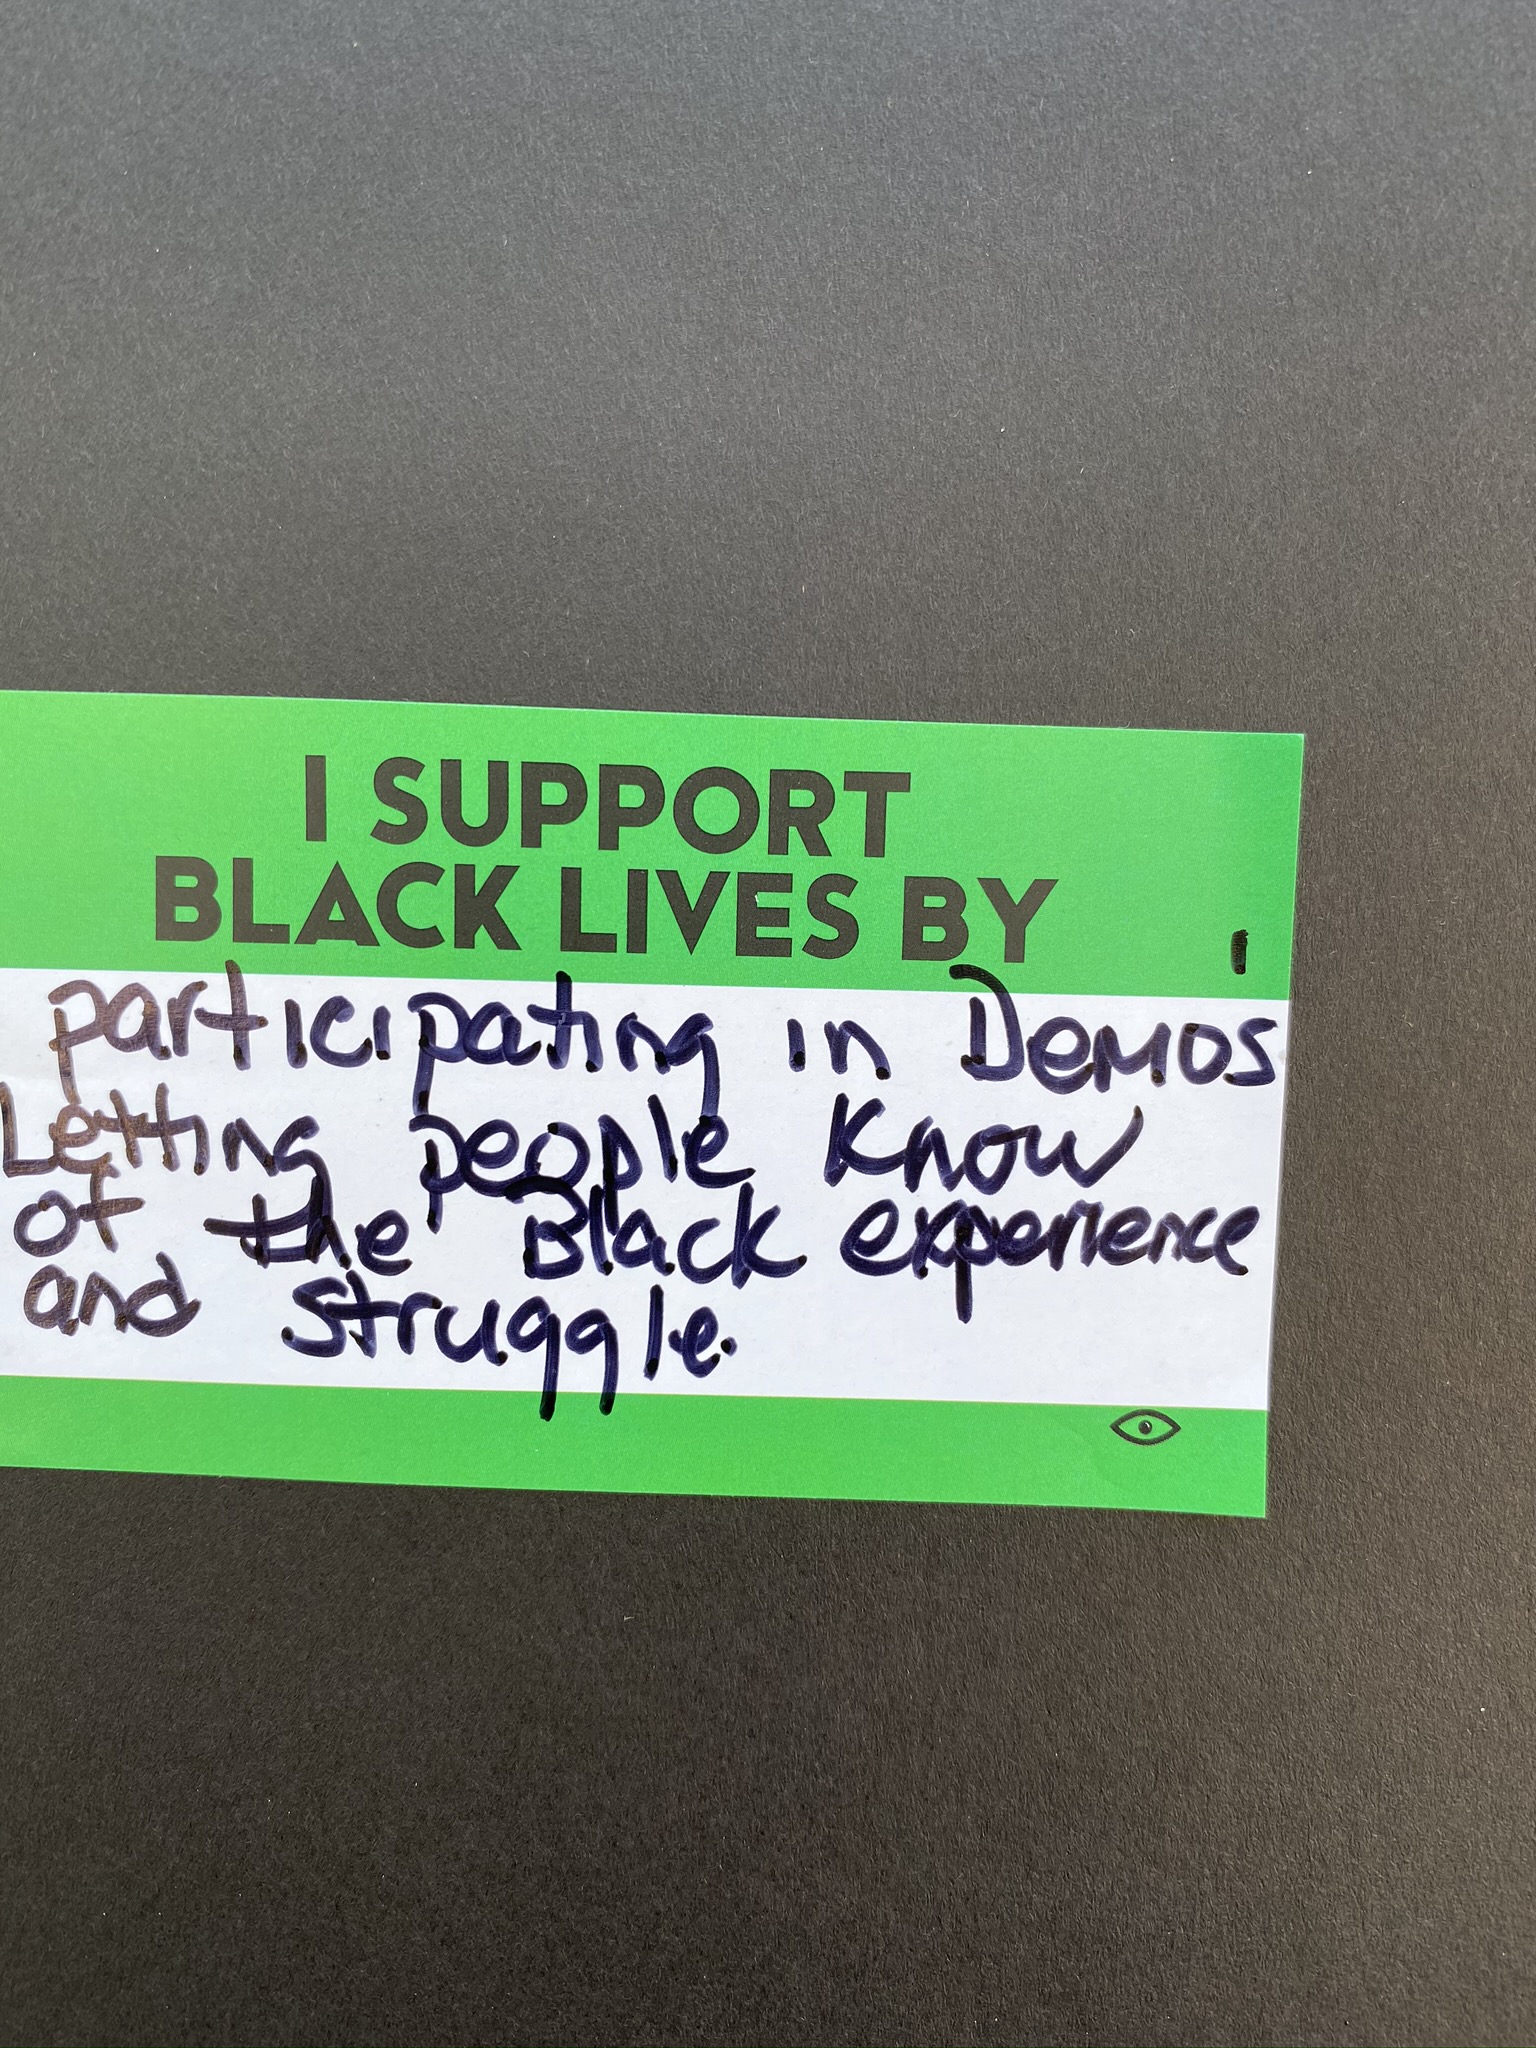 I SUPPORT
BLACK LIVES BY
participating in Demos
Letting people know
of the Black experience
and struggle.